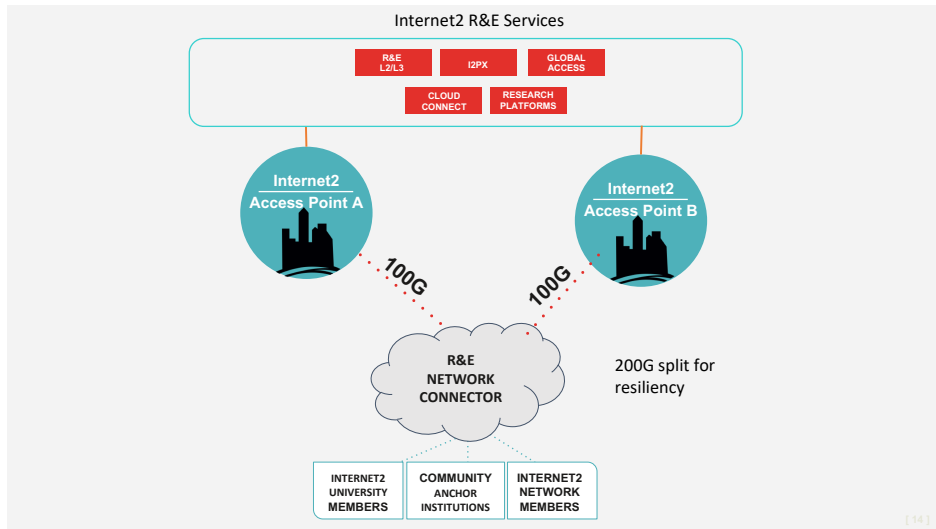 Internet2 R&E Services
R&E
L2/L3
I2PX
GLOBAL
ACCESS
CLOUD
CONNECT
RESEARCH
PLATFORMS
Internet2
Access Point A
Internet2
Access Point B
100G
100G
R&E
NETWORK
CONNECTOR
200G split for
resiliency
INTERNET2
UNIVERSITY
MEMBERS
COMMUNITY
ANCHOR
INSTITUTIONS
INTERNET2
NETWORK
MEMBERS
[ 14 ]